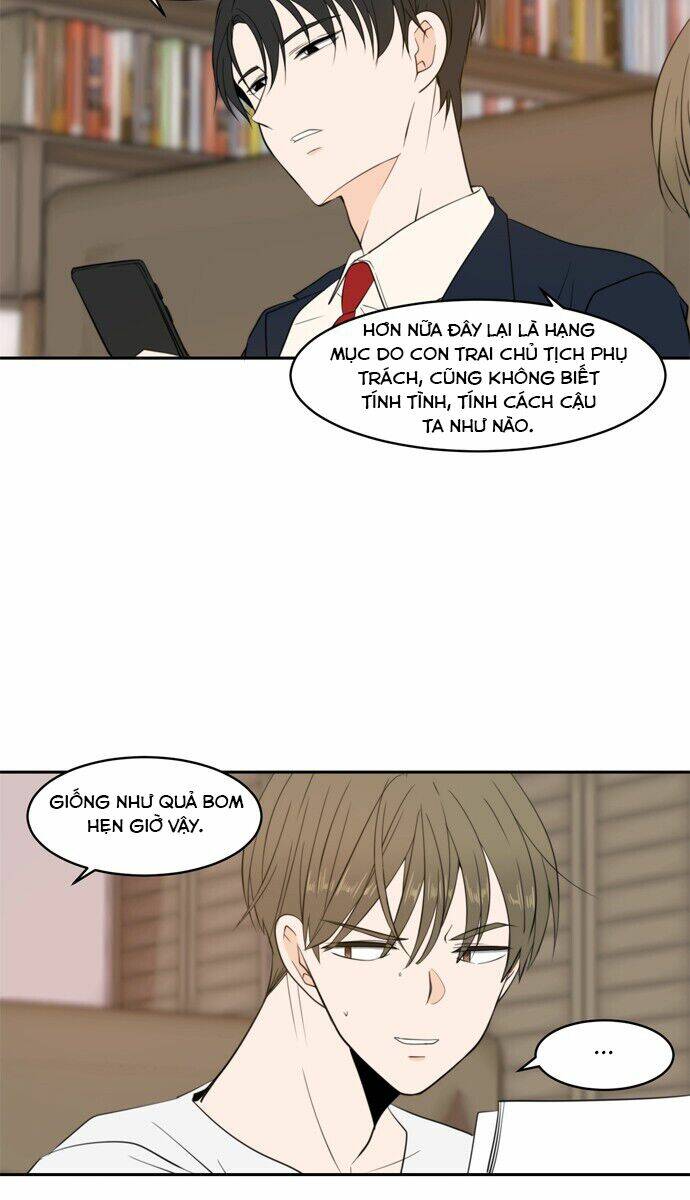 HƠN NỮA ĐÂY LẠI LÀ HẠNG
MỤC DO CON TRAI CHỦ TỊCH PHỤ
TRÁCH, CŨNG KHÔNG BIẾT
TÍNH TÌNH, TÍNH CÁCH CẬU
TA NHƯ NÀO.
GIỐNG NHƯ QUẢ BOM
HẸN GIỜ VẬY.
...